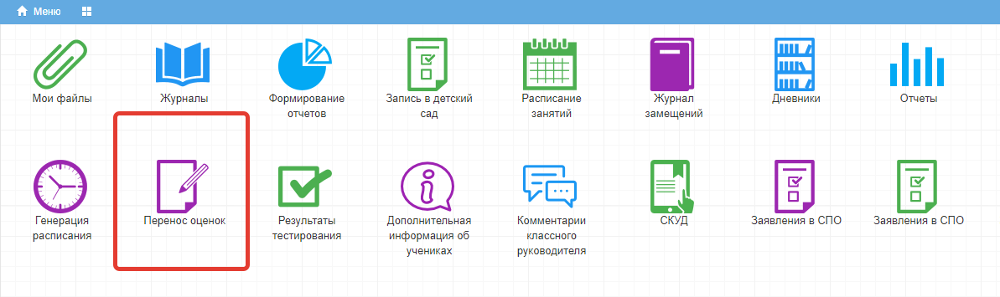 Меню
Мои файлы
Журналы
Формирование
отчетов
Запись в детский
сад
Расписание
занятий
Журнал
замещений
Дневники
Отчеты
Генерация
расписания
Перенос оценок
Результаты
тестирования
Дополнительная
информация об
учениках
Комментарии
классного
руководителя
СКУД
Заявления в СПО
Заявления в СПО